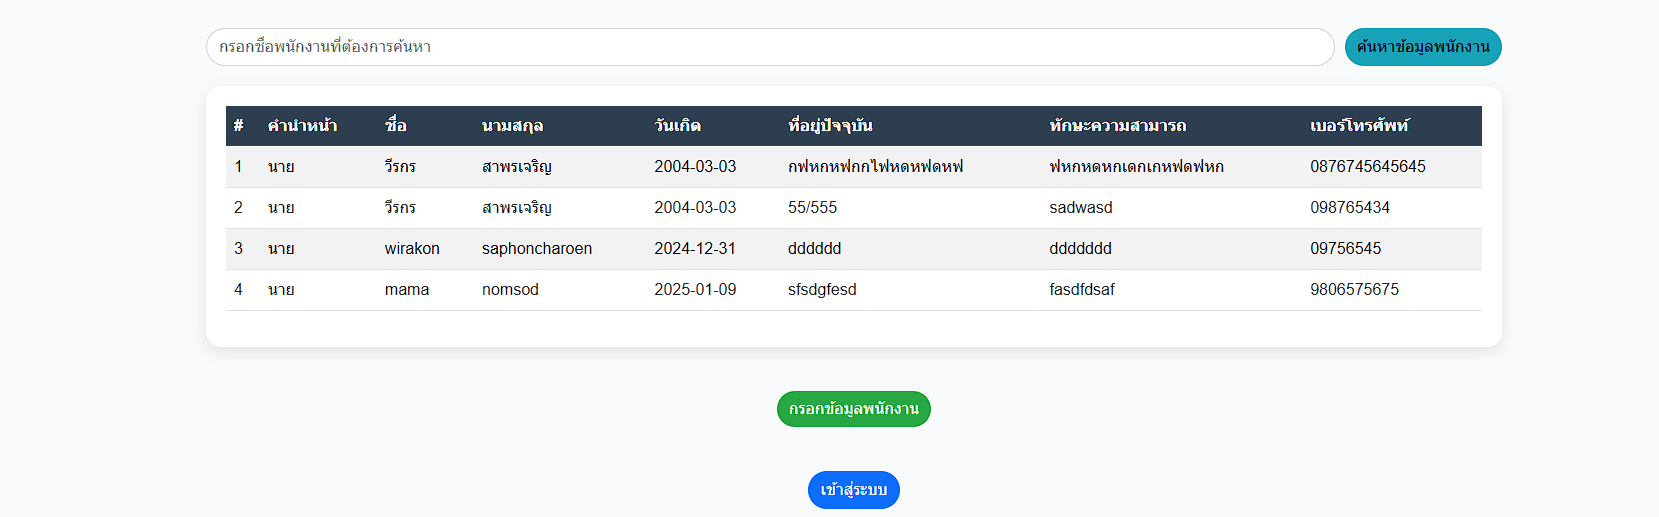 กรอกชื่อพนักงานที่ต้องการค้นหา ค้นหาข้อมูลพนักงาน
# คำนำหน้า ชื่อ นามสกุล วันเกิด ที่อยู่ปัจจุบัน ทักษะความสามารถ เบอร์โทรศัพท์
1 นาย วีรกร สาพรเจริญ 2004-03-03 กฟหกหฟกกไฟหดหฟดหฟ ฟหกหดหกเดกเกหฟดฟหก 0876745645645
2 นาย วีรกร สาพรเจริญ 2004-03-03 55/555 sadwasd 098765434
3 นาย wirakon saphoncharoen 2024-12-31 dddddd ddddddd 09756545
4 นาย mama nomsod 2025-01-09 sfsdgfesd fasdfdsaf 9806575675
กรอกข้อมูลพนักงาน
เข้าสู่ระบบ